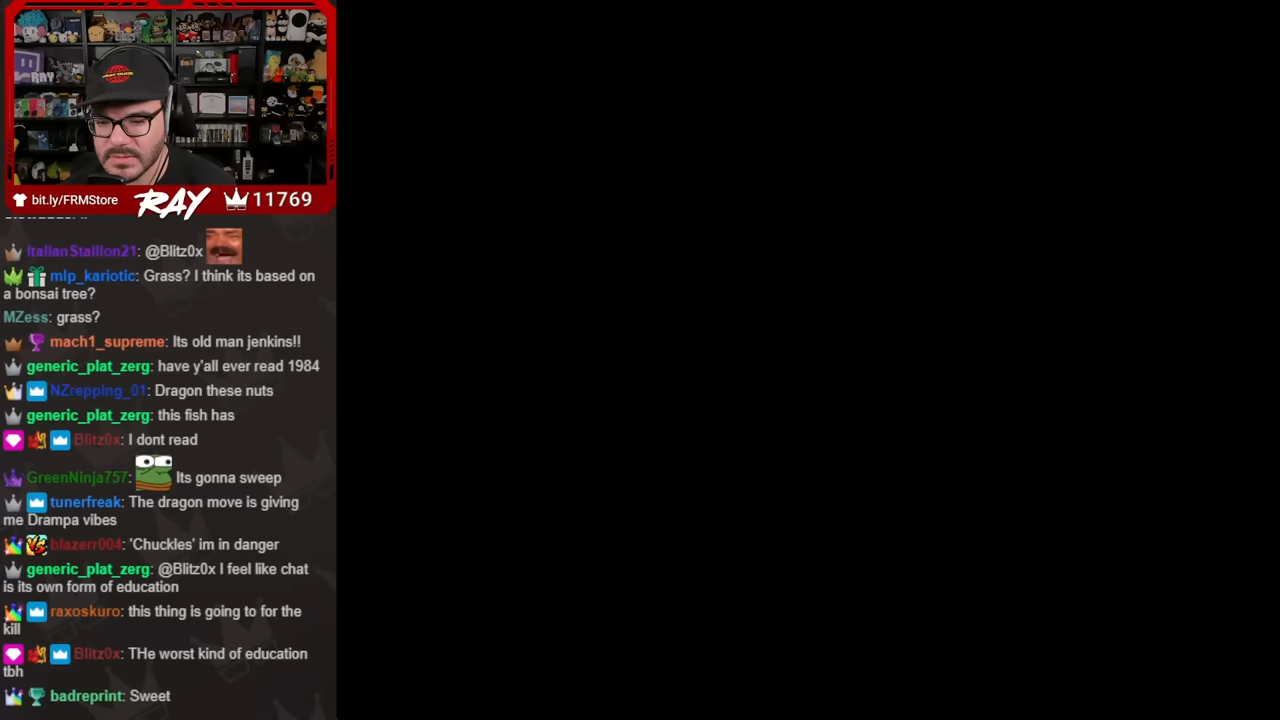 bit.ly/FRMStore RAY 11769
ItalianStallion21: @Blitz0x
mlp_kariotic: Grass? I think its based on
a bonsai tree?
MZess: grass?
mach1_supreme: Its old man jenkins!!
generic_plat_zerg: have y'all ever read 1984
NZrepping_01: Dragon these nuts
generic_plat_zerg: this fish has
Blitz0x: I dont read
GreenNinja757: Its gonna sweep
tunerfreak: The dragon move is giving
me Drampa vibes
blazerr004: 'Chuckles' im in danger
generic_plat_zerg: @Blitz0x I feel like chat
is its own form of education
raxoskuro: this thing is going to for the
kill
Blitz0x: THe worst kind of education
tbh
badreprint: Sweet